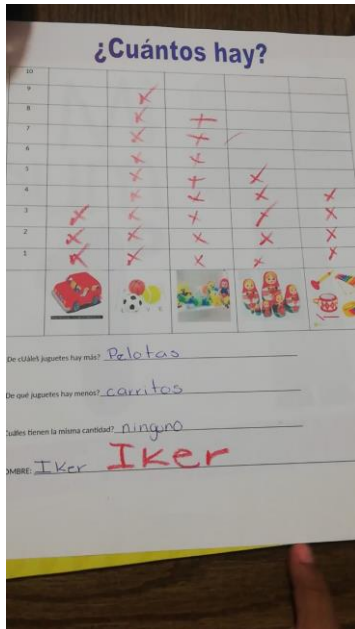 ¿Cuántos hay?
10
9
8
7
6
5
4
3
2
1
De cuáles juguetes hay más? Pelotas
De qué juguetes hay menos? carritos
Cuáles tienen la misma cantidad? ninguno
OMBRE: Iker Iker